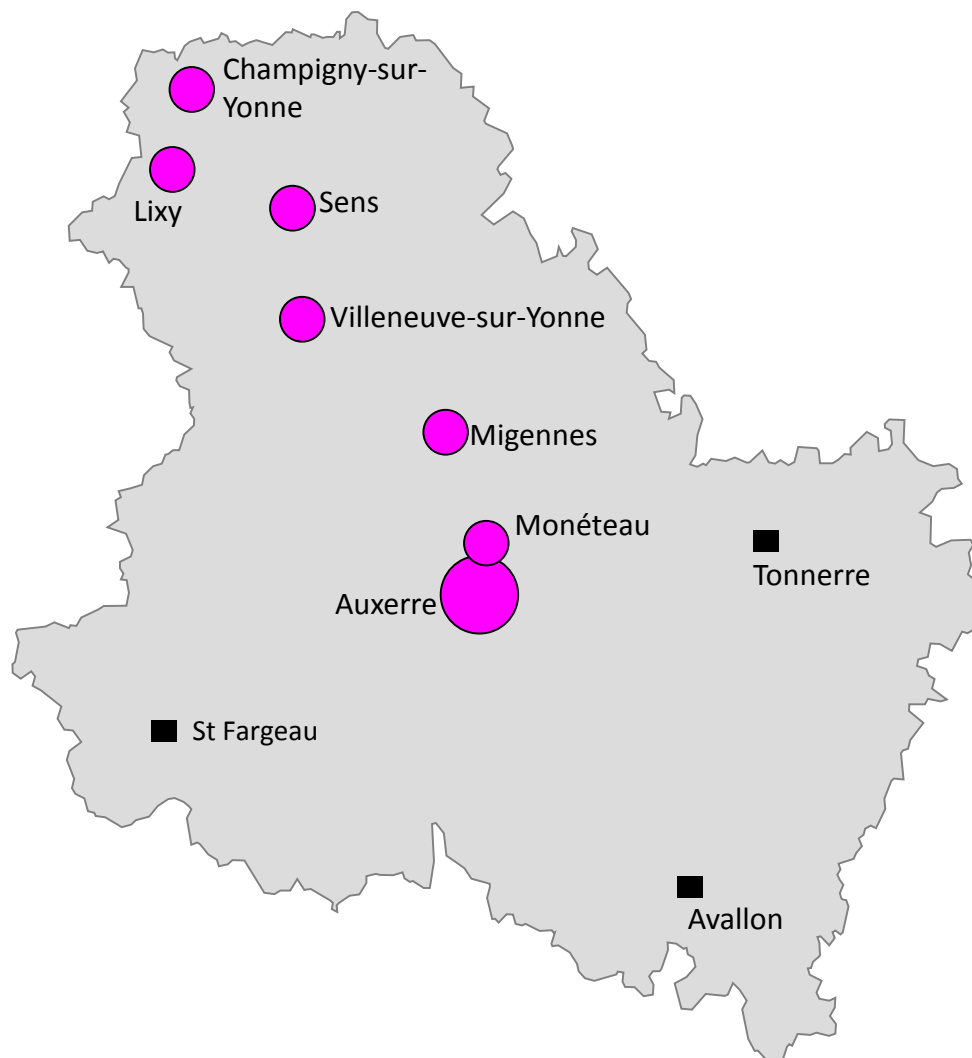 Champigny-sur-
Yonne
Lixy
Sens
Villeneuve-sur-Yonne
Migennes
Monéteau
Tonnerre
Auxerre
St Fargeau
Avallon